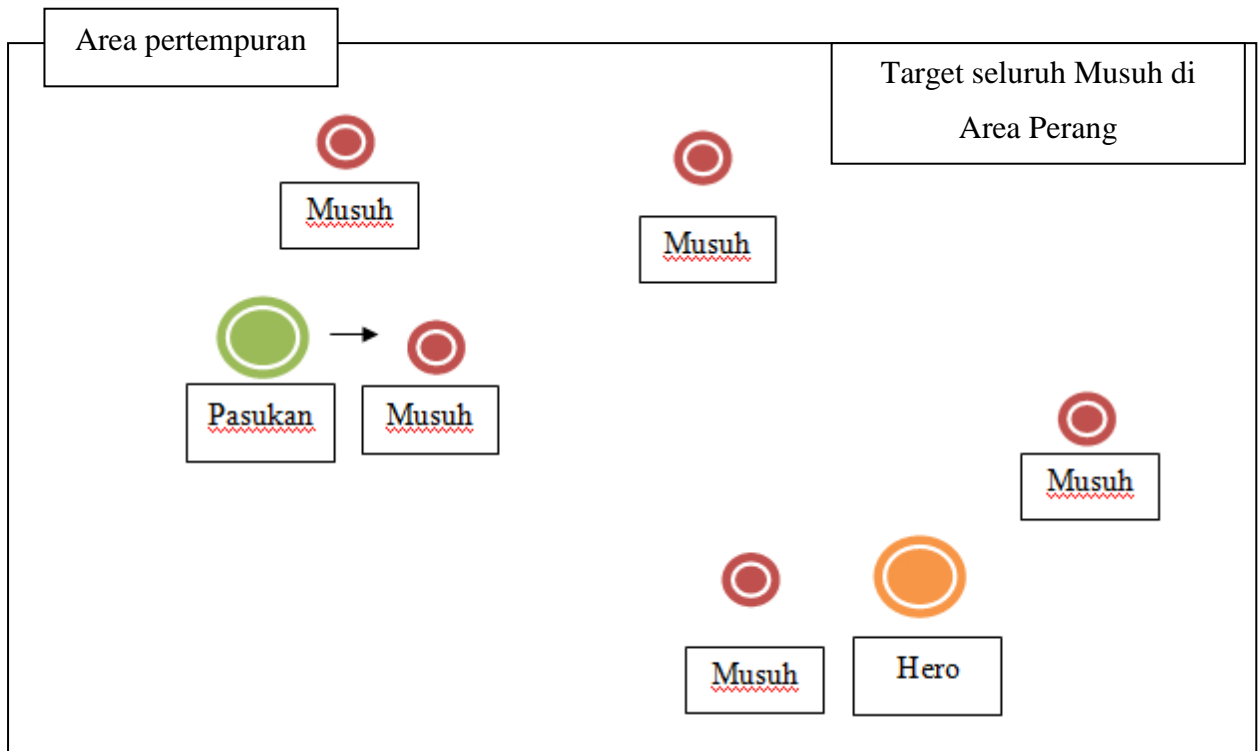 Area pertempuran
Target seluruh Musuh di
Area Perang
Musuh
Musuh
Pasukan
Musuh
Musuh
Musuh
Hero